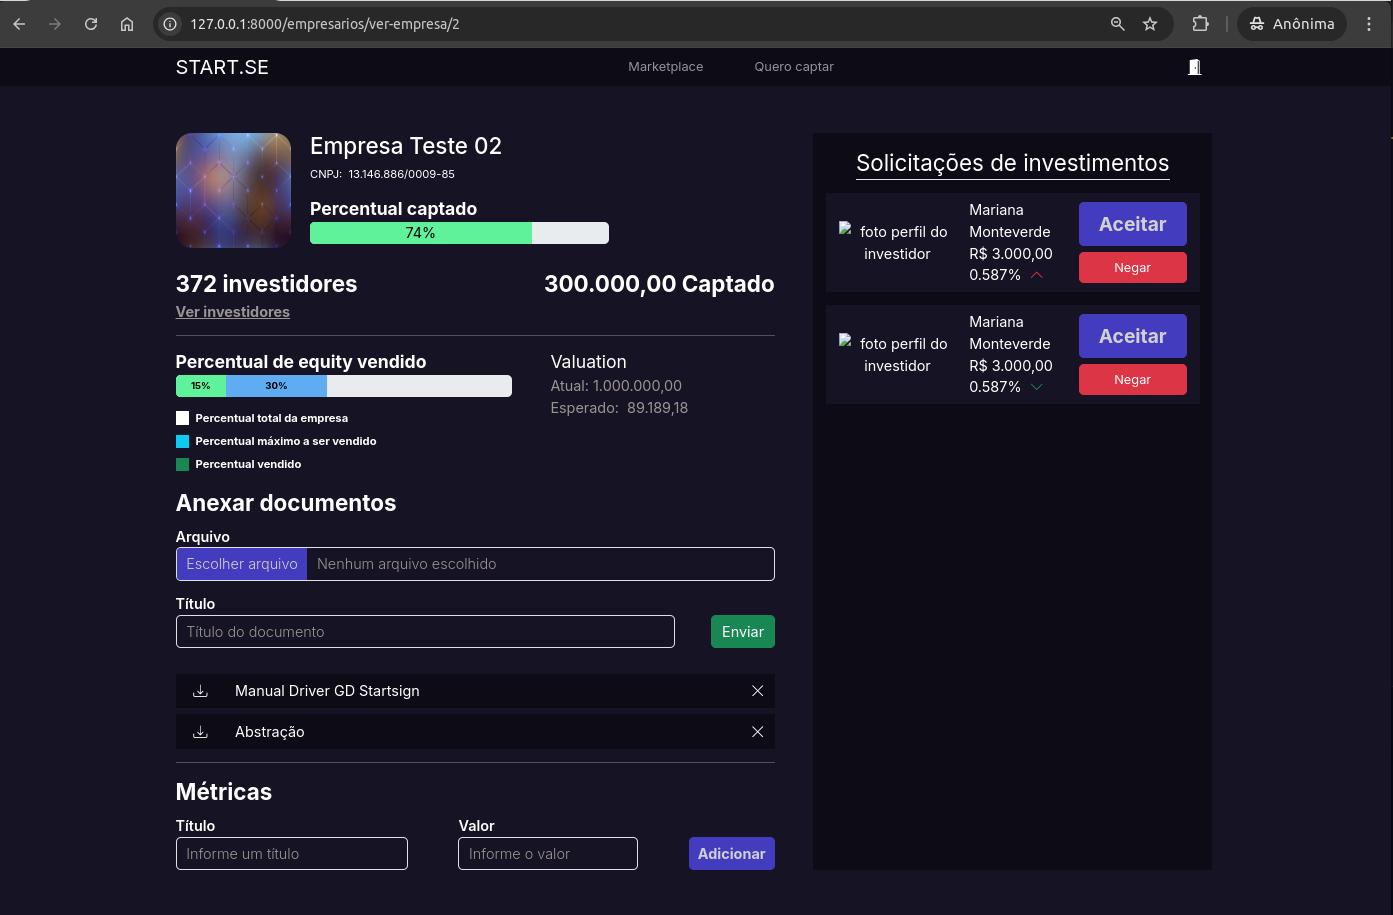 127.0.0.1:8000/empresarios/ver-empresa/2
Anônima
START.SE
Marketplace
Quero captar
Empresa Teste 02
CNPJ: 13.146.886/0009-85
Percentual captado
74%
372 investidores
300.000,00 Captado
Ver investidores
Percentual de equity vendido
15%
30%
Percentual total da empresa
Percentual máximo a ser vendido
Percentual vendido
Valuation
Atual: 1.000.000,00
Esperado: 89.189,18
Anexar documentos
Arquivo
Escolher arquivo
Nenhum arquivo escolhido
Título
Título do documento
Enviar
Manual Driver GD Startsign
Abstração
Métricas
Título
Valor
Informe um título
Informe o valor
Adicionar
Solicitações de investimentos
foto perfil do
investidor
Mariana
Monteverde
R$ 3.000,00
0.587%
Aceitar
Negar
foto perfil do
investidor
Mariana
Monteverde
R$ 3.000,00
0.587%
Aceitar
Negar